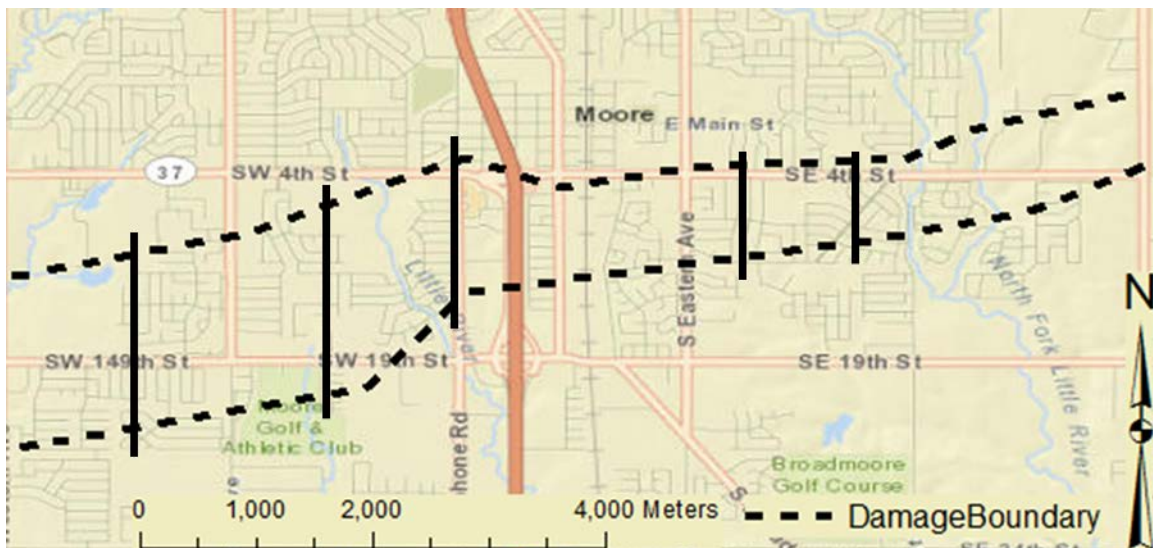 Moore
E Main St
37
SW 4th St
SE 4th St
S Eastern Ave
Little River
North Fork Little River
N
SW 149th St
SW 19th St
SE 19th St
Moore
Golf &
Athletic Club
hone Rd
Broadmoore
Golf Course
S
0 1,000 2,000 4,000 Meters
DamageBoundary